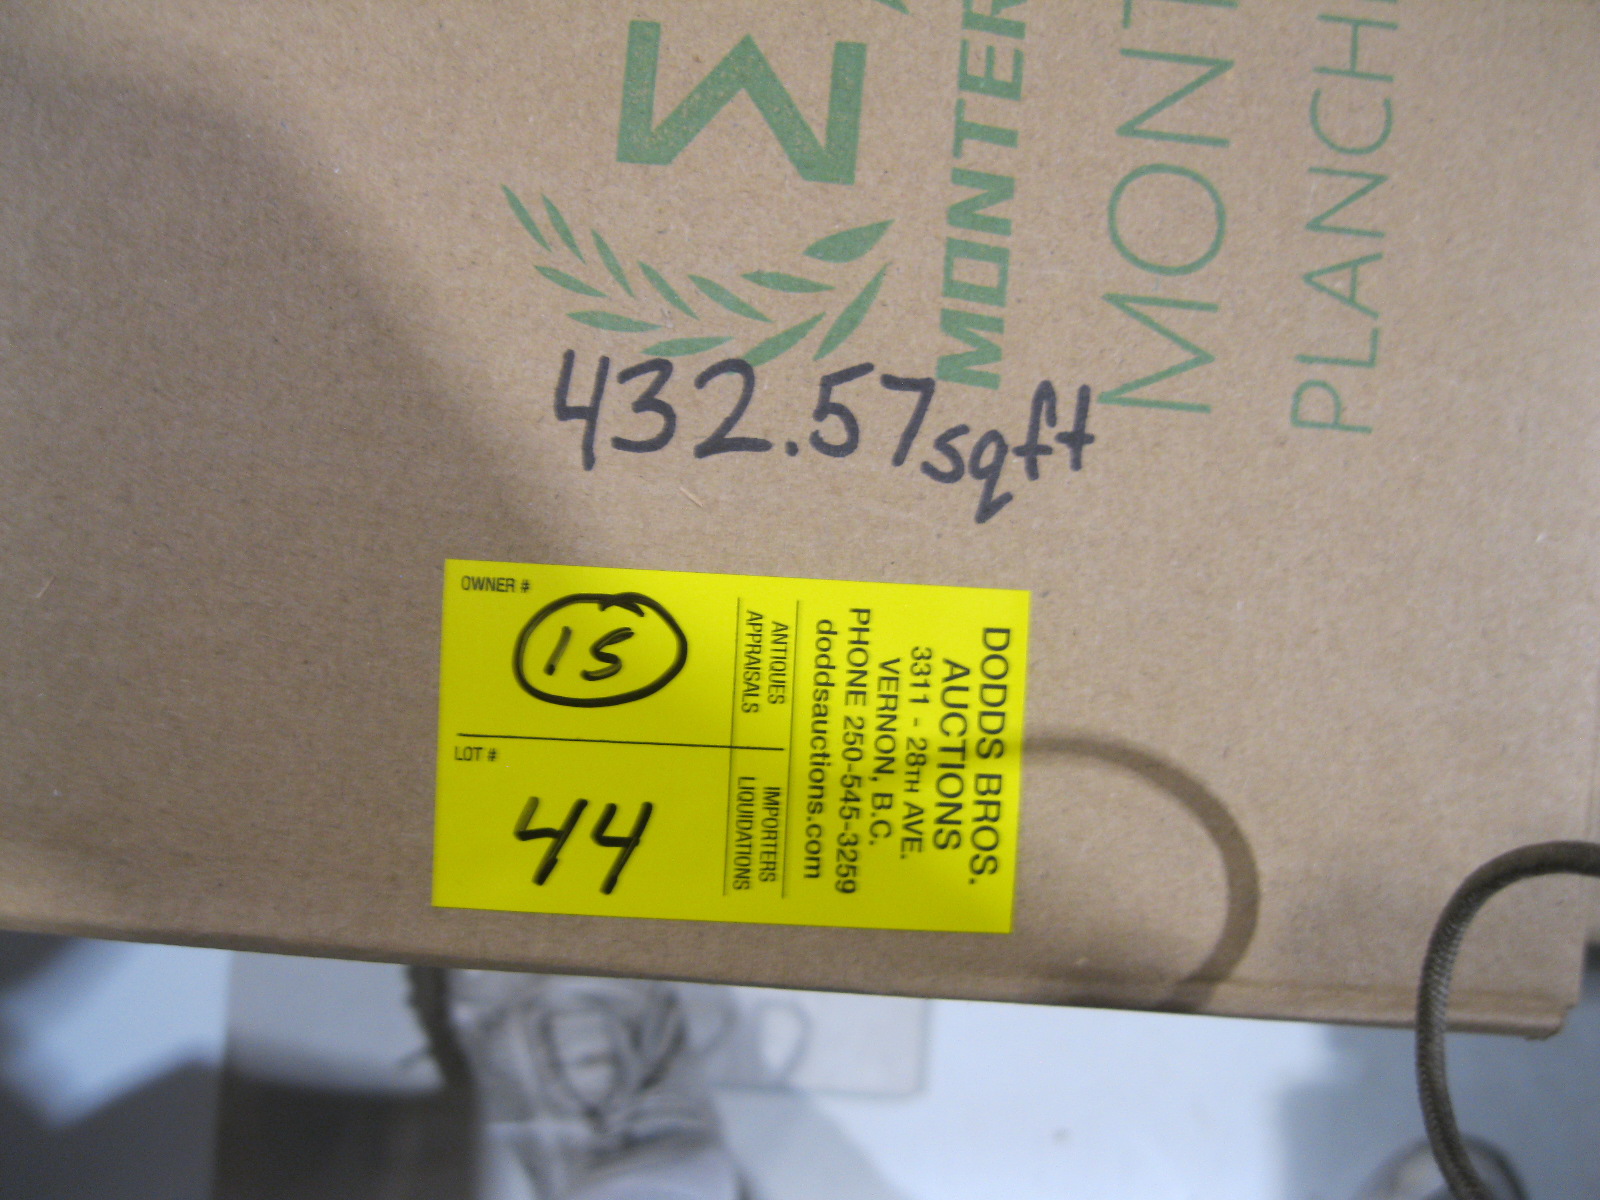 MONTER
MONT
PLANCH
432.57sqft
OWNER #
15
LOT #
44
ANTIQUES
APPRAISALS
IMPORTERS
LIQUIDATIONS
DODDS BROS.
AUCTIONS
3311 - 28TH AVE.
VERNON, B.C.
PHONE 250-545-3259
doddsauctions.com